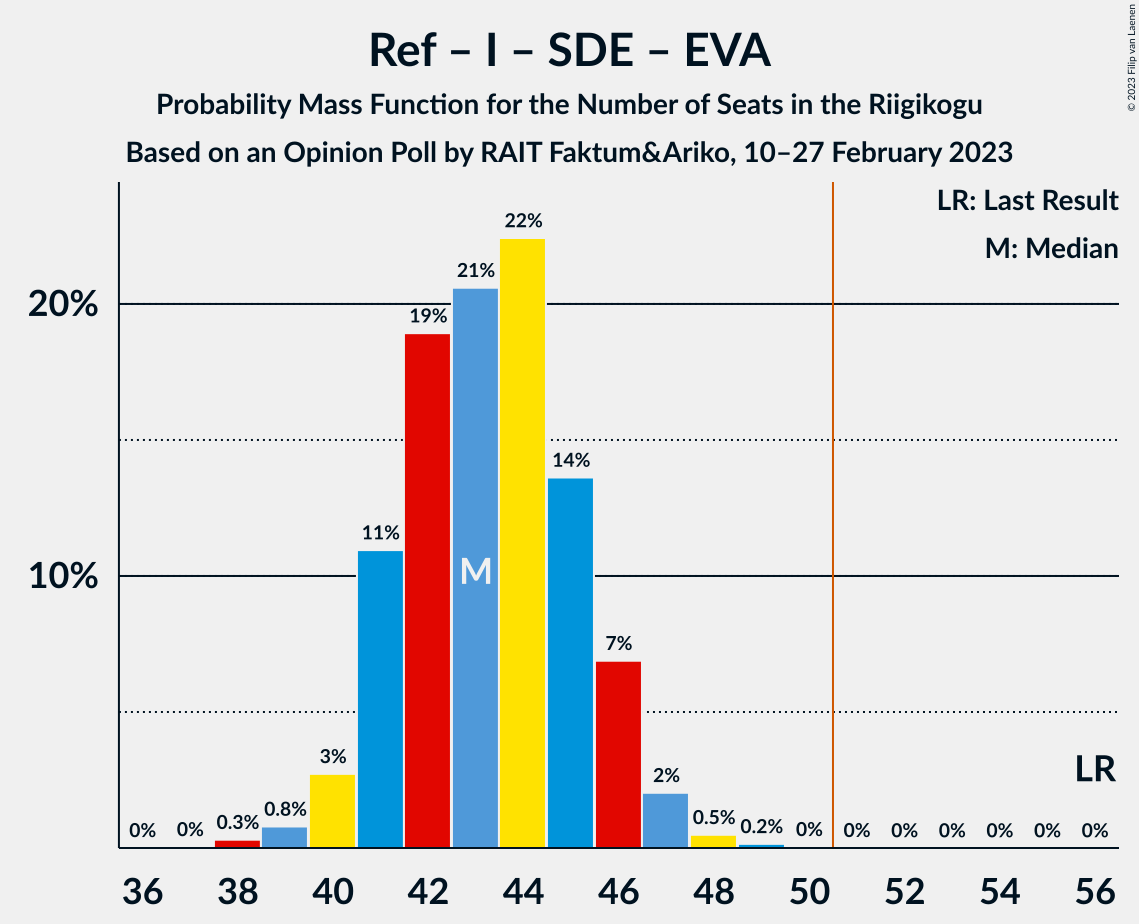 Ref – I – SDE – EVA
Probability Mass Function for the Number of Seats in the Riigikogu
Based on an Opinion Poll by RAIT Faktum&Ariko, 10–27 February 2023
© 2023 Filip van Laenen
LR: Last Result
M: Median
20%
10%
0% 0% 0.3% 0.8% 3% 11% 19% 21% 22% 14% 7% 2% 0.5% 0.2% 0% 0% 0% 0% 0% 0% 0%
M
LR
36 38 40 42 44 46 48 50 52 54 56